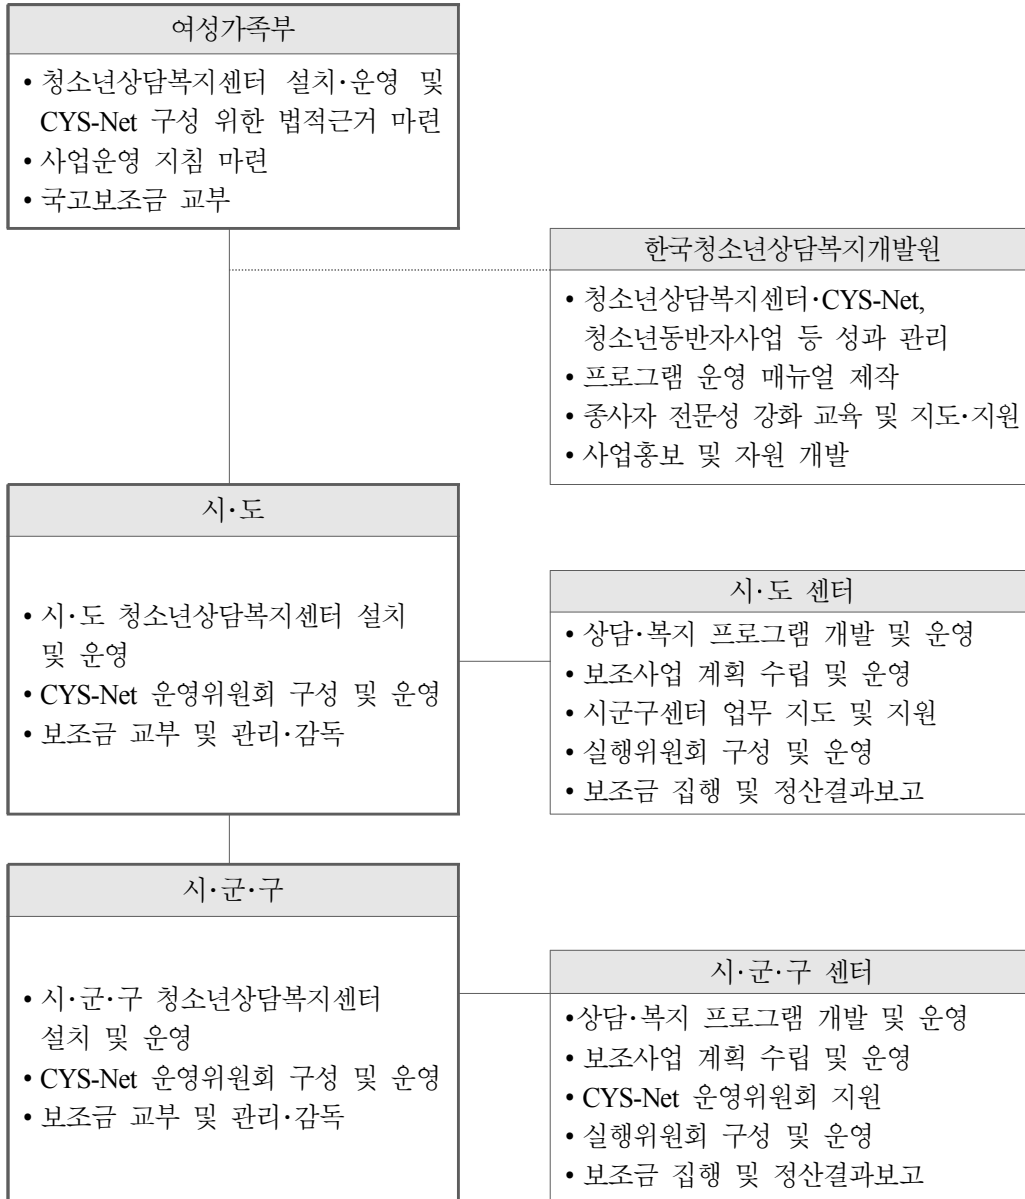 여성가족부
• 청소년상담복지센터 설치·운영 및
CYS-Net 구성 위한 법적근거 마련
• 사업운영 지침 마련
• 국고보조금 교부
한국청소년상담복지개발원
• 청소년상담복지센터·CYS-Net,
청소년동반자사업 등 성과 관리
• 프로그램 운영 매뉴얼 제작
• 종사자 전문성 강화 교육 및 지도·지원
• 사업홍보 및 자원 개발
시·도
• 시·도 청소년상담복지센터 설치
및 운영
• CYS-Net 운영위원회 구성 및 운영
• 보조금 교부 및 관리·감독
시·도 센터
• 상담·복지 프로그램 개발 및 운영
• 보조사업 계획 수립 및 운영
• 시군구센터 업무 지도 및 지원
• 실행위원회 구성 및 운영
• 보조금 집행 및 정산결과보고
시·군·구
• 시·군·구 청소년상담복지센터
설치 및 운영
• CYS-Net 운영위원회 구성 및 운영
• 보조금 교부 및 관리·감독
시·군·구 센터
•상담·복지 프로그램 개발 및 운영
• 보조사업 계획 수립 및 운영
• CYS-Net 운영위원회 지원
• 실행위원회 구성 및 운영
• 보조금 집행 및 정산결과보고